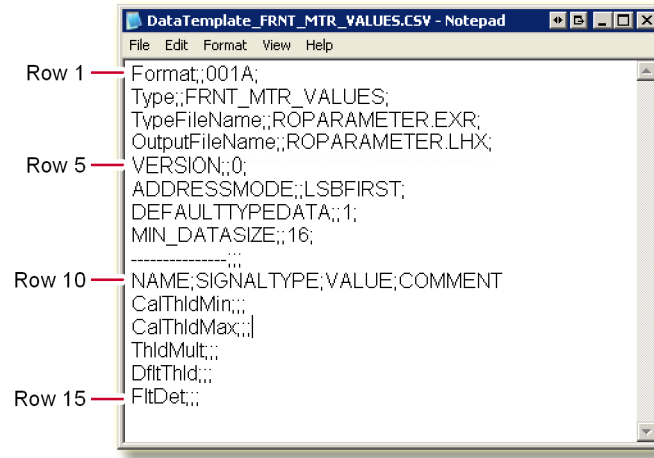 DataTemplate_FRNT_MTR_VALUES.CSV - Notepad
File Edit Format View Help
Row 1
Format;;001A;
Type;;FRNT_MTR_VALUES;
TypeFileName;;ROPARAMETER.EXR;
OutputFileName;;ROPARAMETER.LHX;
Row 5
VERSION;;0;
ADDRESSMODE;;LSBFIRST;
DEFAULTTYPEDATA;;1;
MIN_DATASIZE;;16;
---------------;;;
Row 10
NAME;SIGNALTYPE;VALUE;COMMENT
CalThldMin;;;
CalThldMax;;;
ThldMult;;;
DfltThld;;;
Row 15
FltDet;;;